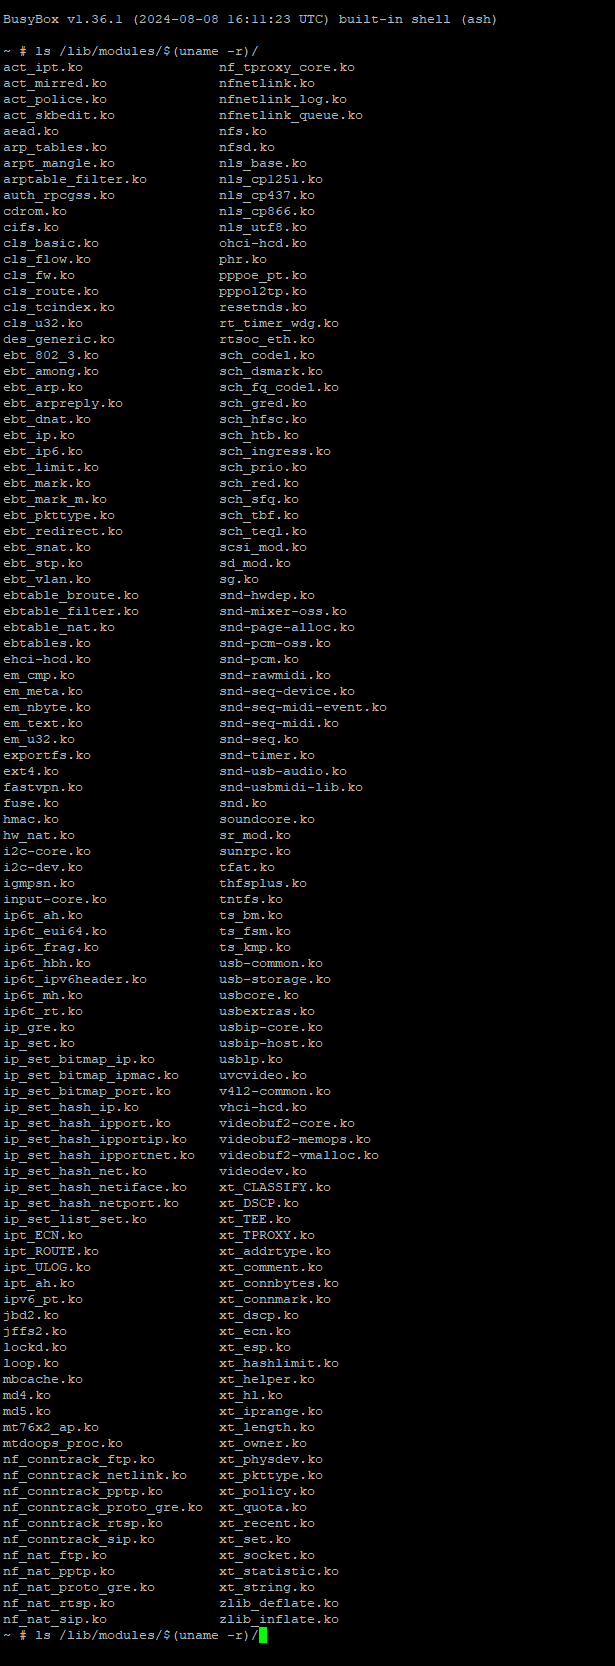 BusyBox v1.36.1 (2024-08-08 16:11:23 UTC) built-in shell (ash)
~ # ls /lib/modules/$(uname -r)/
act_ipt.ko nf_tproxy_core.ko
act_mirred.ko nfnetlink.ko
act_police.ko nfnetlink_log.ko
act_skbedit.ko nfnetlink_queue.ko
aead.ko nfs.ko
arp_tables.ko nfsd.ko
arpt_mangle.ko nls_base.ko
arptable_filter.ko nls_cp1251.ko
auth_rpcgss.ko nls_cp437.ko
cdrom.ko nls_cp866.ko
cifs.ko nls_utf8.ko
cls_basic.ko ohci-hcd.ko
cls_flow.ko phr.ko
cls_fw.ko pppoe_pt.ko
cls_route.ko pppol2tp.ko
cls_tcindex.ko resetnds.ko
cls_u32.ko rt_timer_wdg.ko
des_generic.ko rtsoc_eth.ko
ebt_802_3.ko sch_codel.ko
ebt_among.ko sch_dsmark.ko
ebt_arp.ko sch_fq_codel.ko
ebt_arpreply.ko sch_gred.ko
ebt_dnat.ko sch_hfsc.ko
ebt_ip.ko sch_htb.ko
ebt_ip6.ko sch_ingress.ko
ebt_limit.ko sch_prio.ko
ebt_mark.ko sch_red.ko
ebt_mark_m.ko sch_sfq.ko
ebt_pkttype.ko sch_tbf.ko
ebt_redirect.ko sch_teql.ko
ebt_snat.ko scsi_mod.ko
ebt_stp.ko sd_mod.ko
ebt_vlan.ko sg.ko
ebtable_broute.ko snd-hwdep.ko
ebtable_filter.ko snd-mixer-oss.ko
ebtable_nat.ko snd-page-alloc.ko
ebtables.ko snd-pcm-oss.ko
ehci-hcd.ko snd-pcm.ko
em_cmp.ko snd-rawmidi.ko
em_meta.ko snd-seq-device.ko
em_nbyte.ko snd-seq-midi-event.ko
em_text.ko snd-seq-midi.ko
em_u32.ko snd-seq.ko
exportfs.ko snd-timer.ko
ext4.ko snd-usb-audio.ko
fastvpn.ko snd-usbmidi-lib.ko
fuse.ko snd.ko
hmac.ko soundcore.ko
hw_nat.ko sr_mod.ko
i2c-core.ko sunrpc.ko
i2c-dev.ko tfat.ko
igmpsn.ko thfsplus.ko
input-core.ko tntfs.ko
ip6t_ah.ko ts_bm.ko
ip6t_eui64.ko ts_fsm.ko
ip6t_frag.ko ts_kmp.ko
ip6t_hbh.ko usb-common.ko
ip6t_ipv6header.ko usb-storage.ko
ip6t_mh.ko usbcore.ko
ip6t_rt.ko usbextras.ko
ip_gre.ko usbip-core.ko
ip_set.ko usbip-host.ko
ip_set_bitmap_ip.ko usblp.ko
ip_set_bitmap_ipmac.ko uvcvideo.ko
ip_set_bitmap_port.ko v4l2-common.ko
ip_set_hash_ip.ko vhci-hcd.ko
ip_set_hash_ipport.ko videobuf2-core.ko
ip_set_hash_ipportip.ko videobuf2-memops.ko
ip_set_hash_ipportnet.ko videobuf2-vmalloc.ko
ip_set_hash_net.ko videodev.ko
ip_set_hash_netiface.ko xt_CLASSIFY.ko
ip_set_hash_netport.ko xt_DSCP.ko
ip_set_list_set.ko xt_TEE.ko
ipt_ECN.ko xt_TPROXY.ko
ipt_ROUTE.ko xt_addrtype.ko
ipt_ULOG.ko xt_comment.ko
ipt_ah.ko xt_connbytes.ko
ipv6_pt.ko xt_connmark.ko
jbd2.ko xt_dscp.ko
jffs2.ko xt_ecn.ko
lockd.ko xt_esp.ko
loop.ko xt_hashlimit.ko
mbcache.ko xt_helper.ko
md4.ko xt_hl.ko
md5.ko xt_iprange.ko
mt76x2_ap.ko xt_length.ko
mtdoops_proc.ko xt_owner.ko
nf_conntrack_ftp.ko xt_physdev.ko
nf_conntrack_netlink.ko xt_pkttype.ko
nf_conntrack_pptp.ko xt_policy.ko
nf_conntrack_proto_gre.ko xt_quota.ko
nf_conntrack_rtsp.ko xt_recent.ko
nf_conntrack_sip.ko xt_set.ko
nf_nat_ftp.ko xt_socket.ko
nf_nat_pptp.ko xt_statistic.ko
nf_nat_proto_gre.ko xt_string.ko
nf_nat_rtsp.ko zlib_deflate.ko
nf_nat_sip.ko zlib_inflate.ko
~ # ls /lib/modules/$(uname -r)/